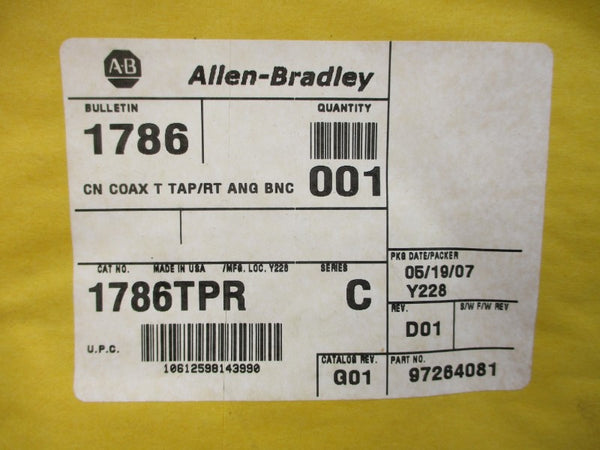 A-B
Allen-Bradley
BULLETIN
QUANTITY
1786
CN COAX T TAP/RT ANG BNC
001
CAT NO. MADE IN USA /MFG. LOC. Y228 SERIES
1786TPR
C
U.P.C.
10612598143990
PKG DATE/PACKER
05/19/07
Y228
REV.
S/W F/W REV
D01
CATALOG REV.
G01
PART NO.
97264081